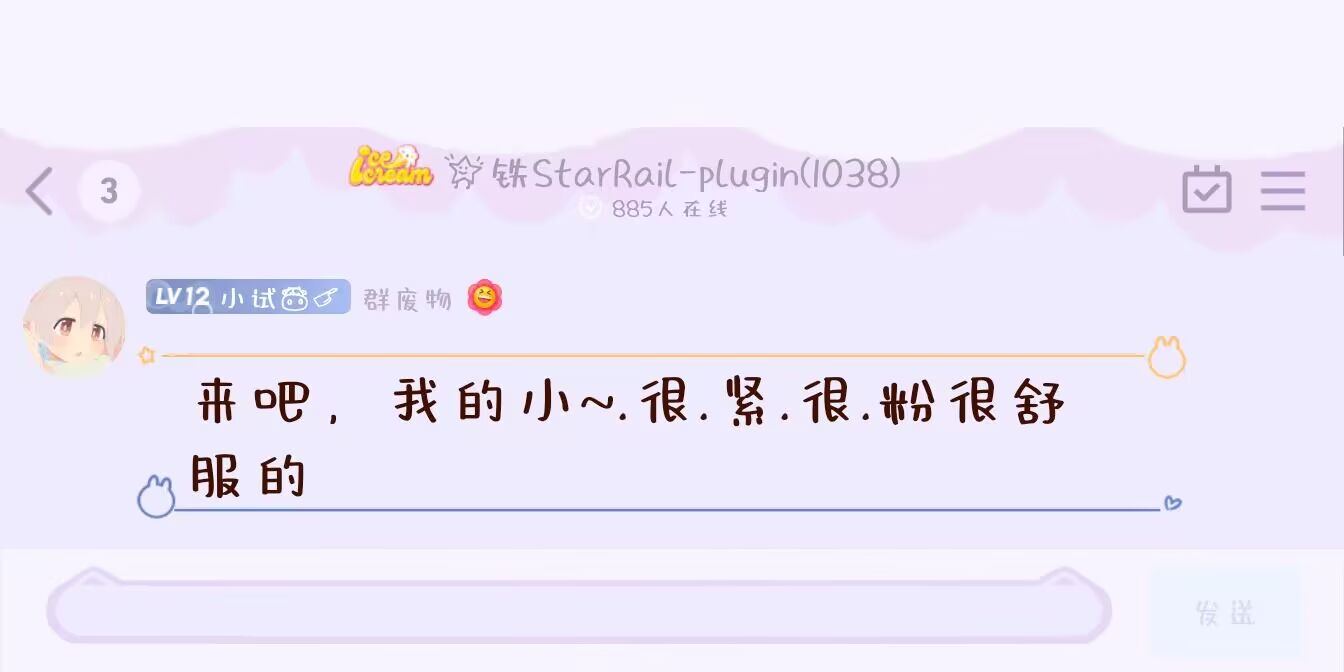 3
Ice cream
铁StarRail-plugin(1038)
885人在线
LV12 小试 群废物
来吧，我的小~.很.紧.很.粉很舒
服的
发送